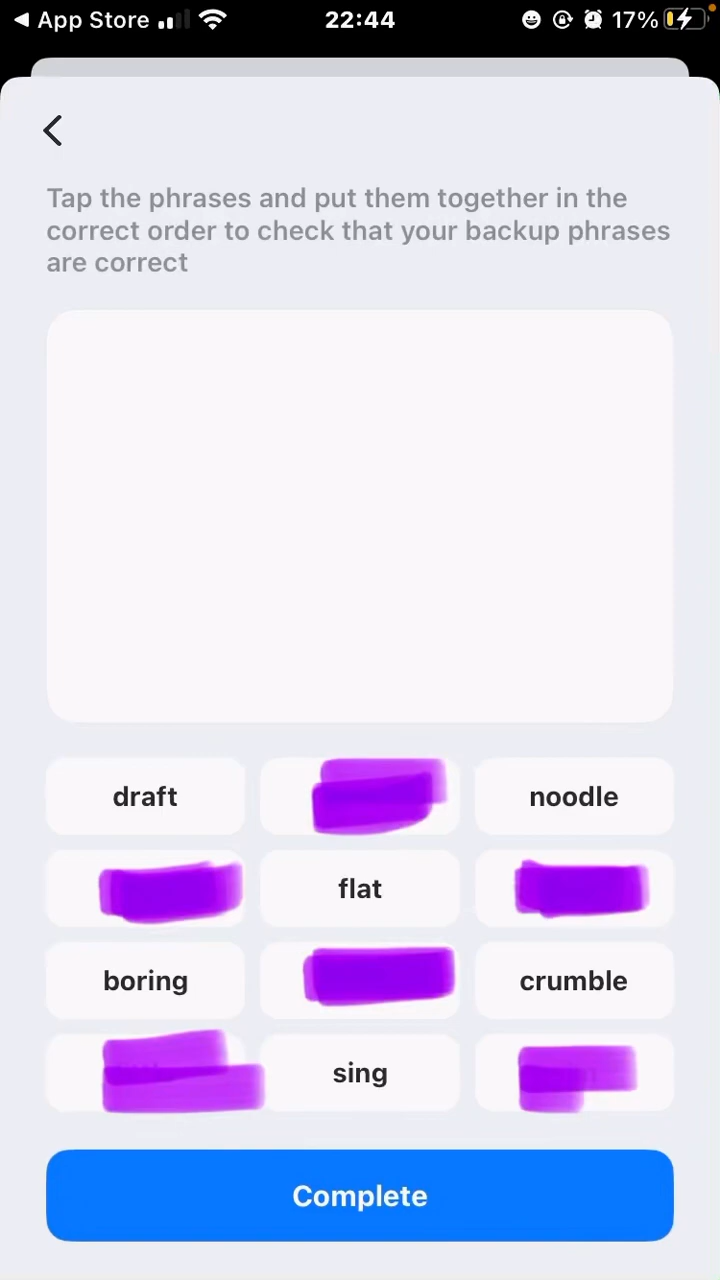 App Store 22:44 17%
Tap the phrases and put them together in the
correct order to check that your backup phrases
are correct
draft noodle
flat
boring crumble
sing
Complete